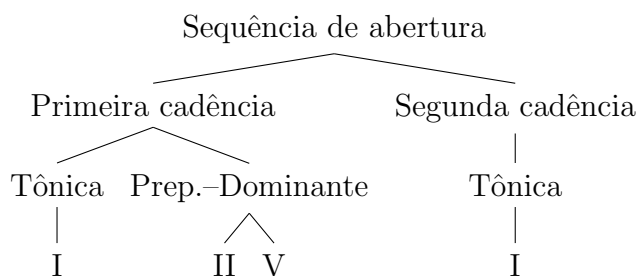 Sequência de abertura
Primeira cadência Segunda cadência
Tônica Prep.–Dominante Tônica
I II V I